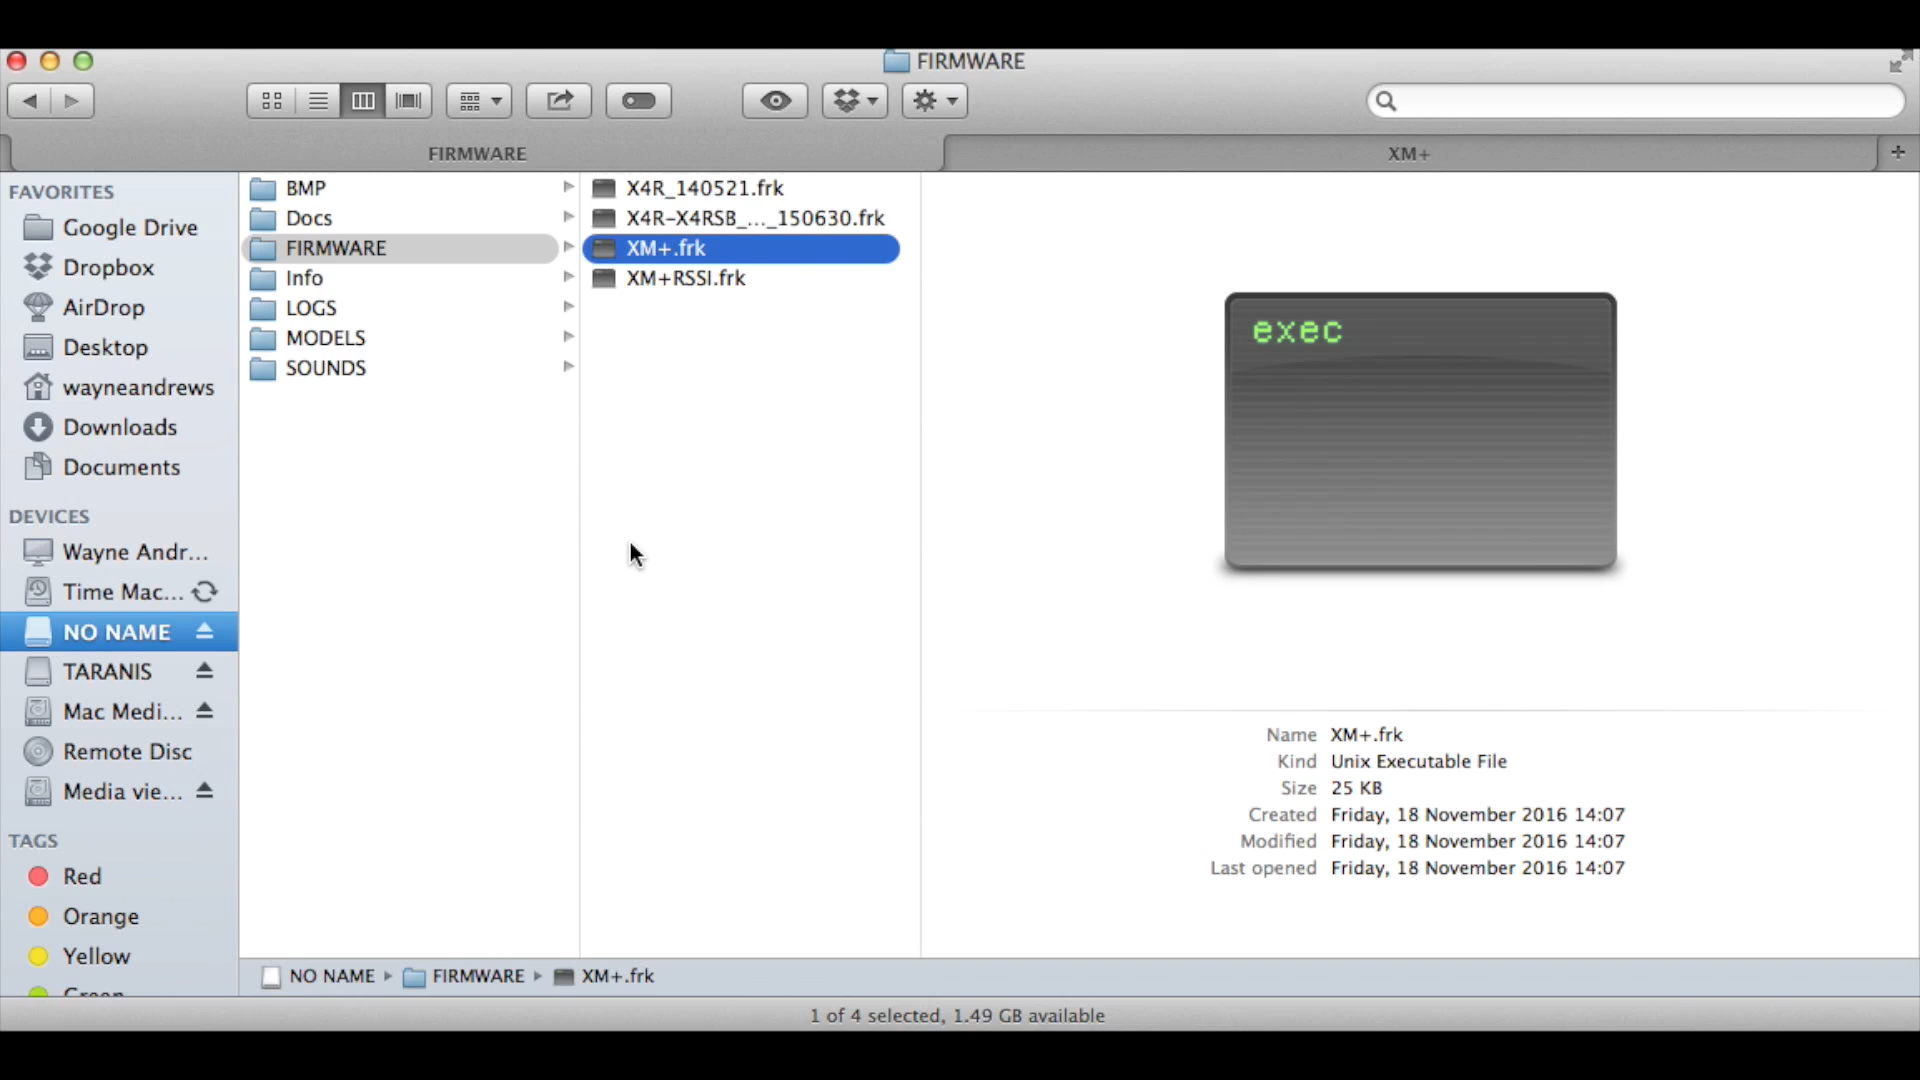 FIRMWARE
FIRMWARE
XM+
FAVORITES
Google Drive
Dropbox
AirDrop
Desktop
wayneandrews
Downloads
Documents
DEVICES
Wayne Andr...
Time Mac...
NO NAME
TARANIS
Mac Medi...
Remote Disc
Media vie...
TAGS
Red
Orange
Yellow
Green
BMP
Docs
FIRMWARE
Info
LOGS
MODELS
SOUNDS
X4R_140521.frk
X4R-X4RSB_..._150630.frk
XM+.frk
XM+RSSI.frk
exec
Name XM+.frk
Kind Unix Executable File
Size 25 KB
Created Friday, 18 November 2016 14:07
Modified Friday, 18 November 2016 14:07
Last opened Friday, 18 November 2016 14:07
NO NAME FIRMWARE XM+.frk
1 of 4 selected, 1.49 GB available